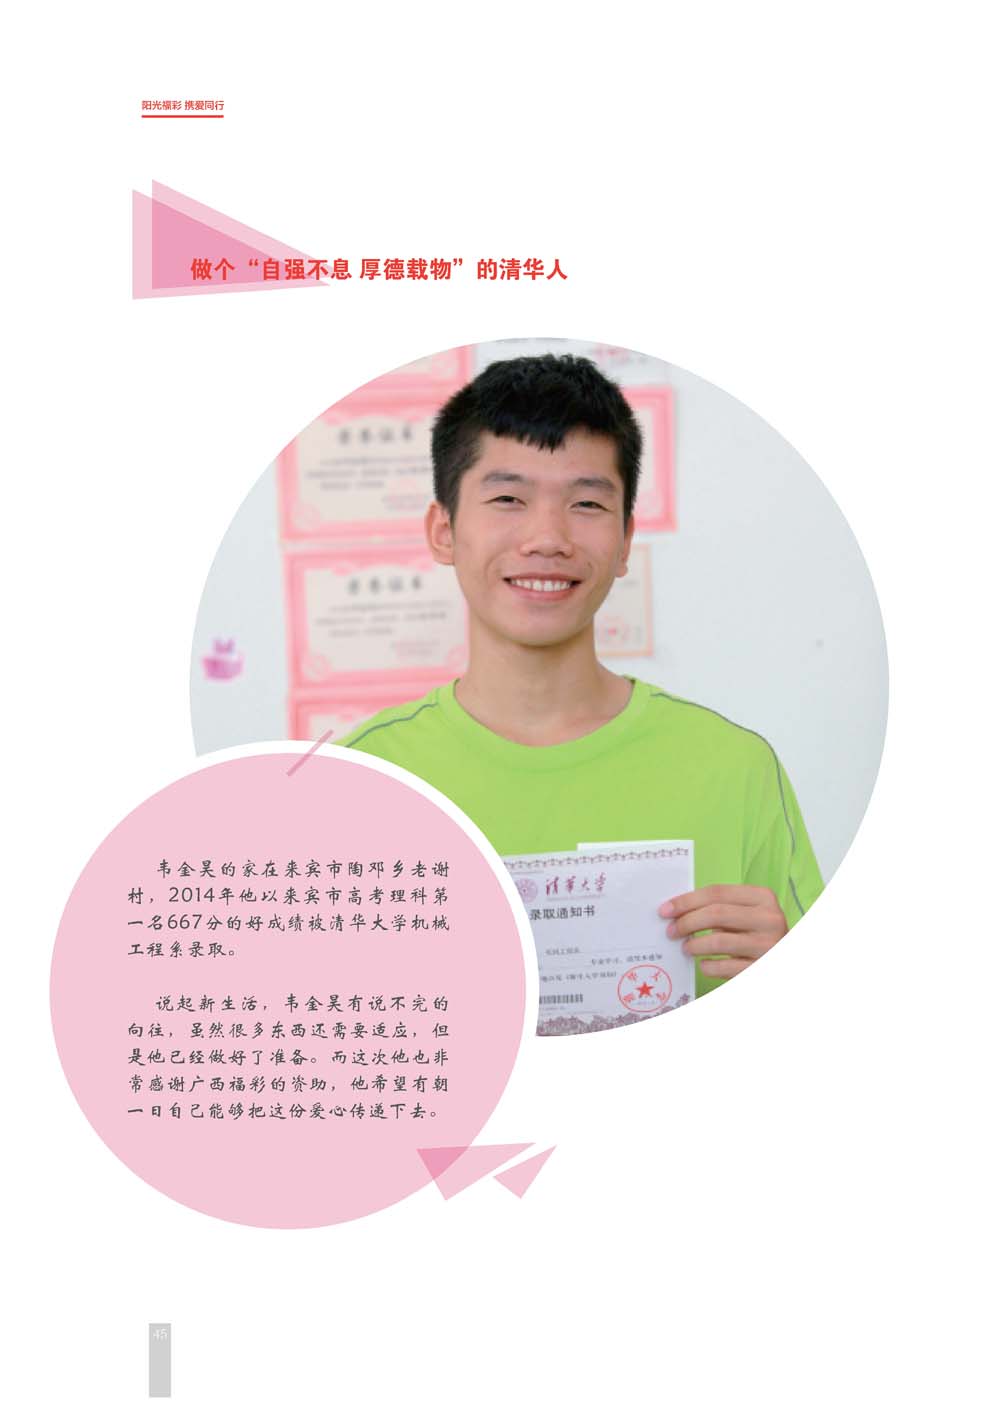 阳光福彩 携爱同行
做个“自强不息 厚德载物”的清华人
荣誉证书
荣誉证书
清华大学
录取通知书
韦金昊的家在来宾市陶邓乡老谢
村，2014年他以来宾市高考理科第
一名667分的好成绩被清华大学机械
工程系录取。
说起新生活，韦金昊有说不完的
向往，虽然很多东西还需要适应，但
是他已经做好了准备。而这次他也非
常感谢广西福彩的资助，他希望有朝
一日自己能够把这份爱心传递下去。
45